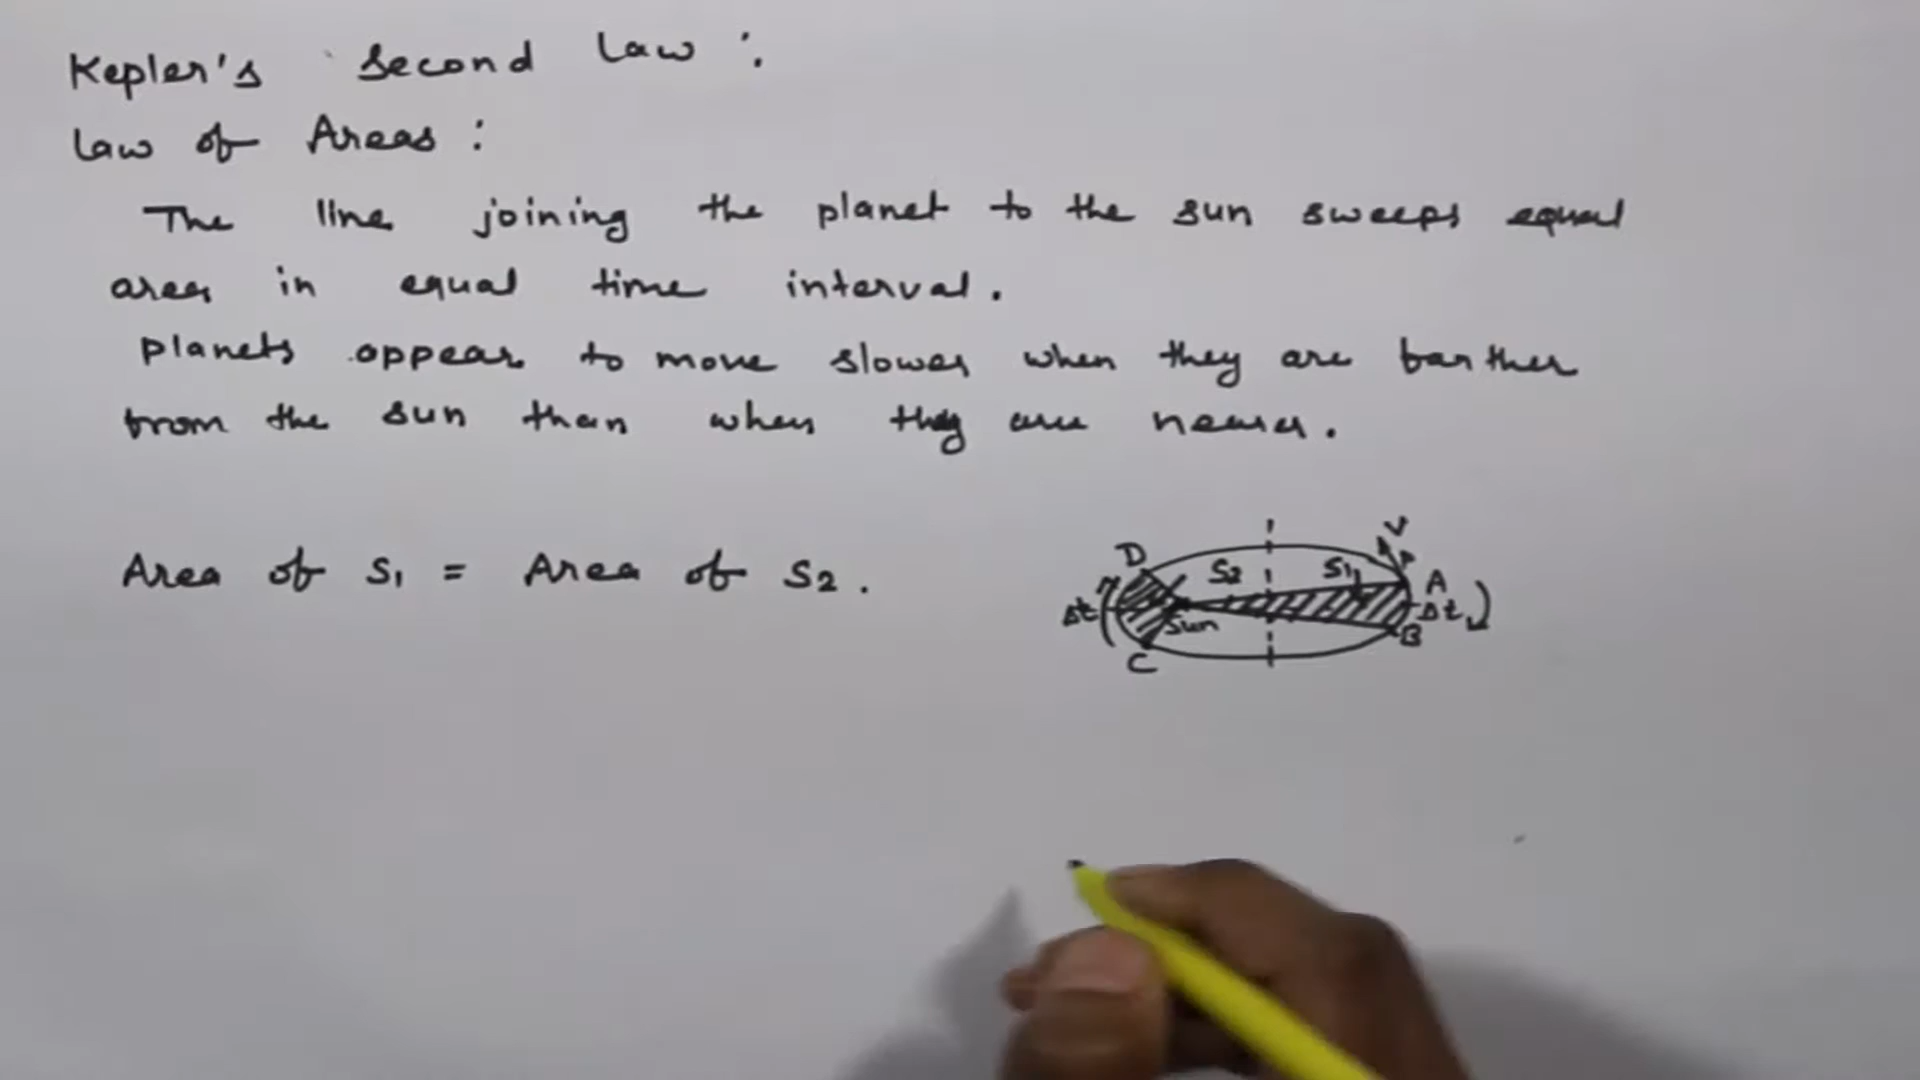 Kepler's second law :
Law of Areas :
The line joining the planet to the sun sweeps equal
area in equal time interval.
Planets appear to move slower when they are farther
from the sun than when they are nearer.
Area of S1 = Area of S2 .
V
D
S2
S1
P
A
Δt
Sun
Δt
B
C